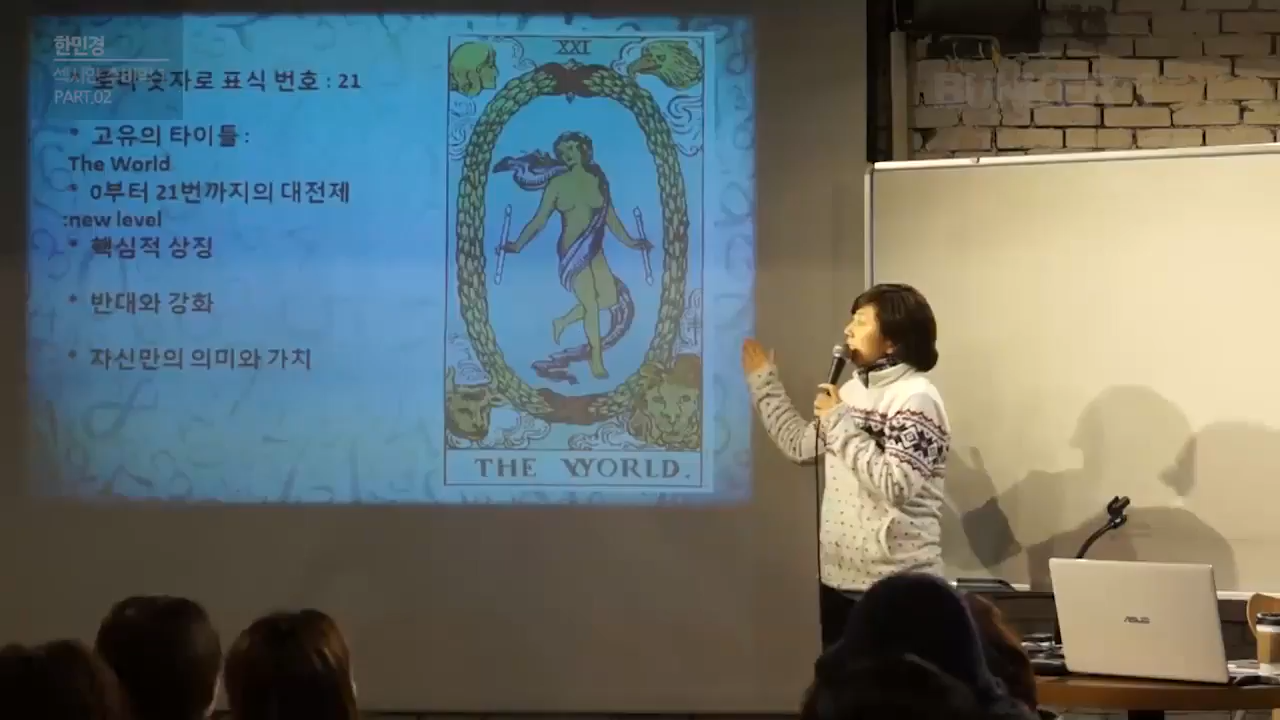 한민경
PART.02
숫자로 표식 번호 : 21
* 고유의 타이틀 :
The World
* 0부터 21번까지의 대전제
:new level
* 핵심적 상징
* 반대와 강화
* 자신만의 의미와 가치
XXI
THE WORLD.
ASUS